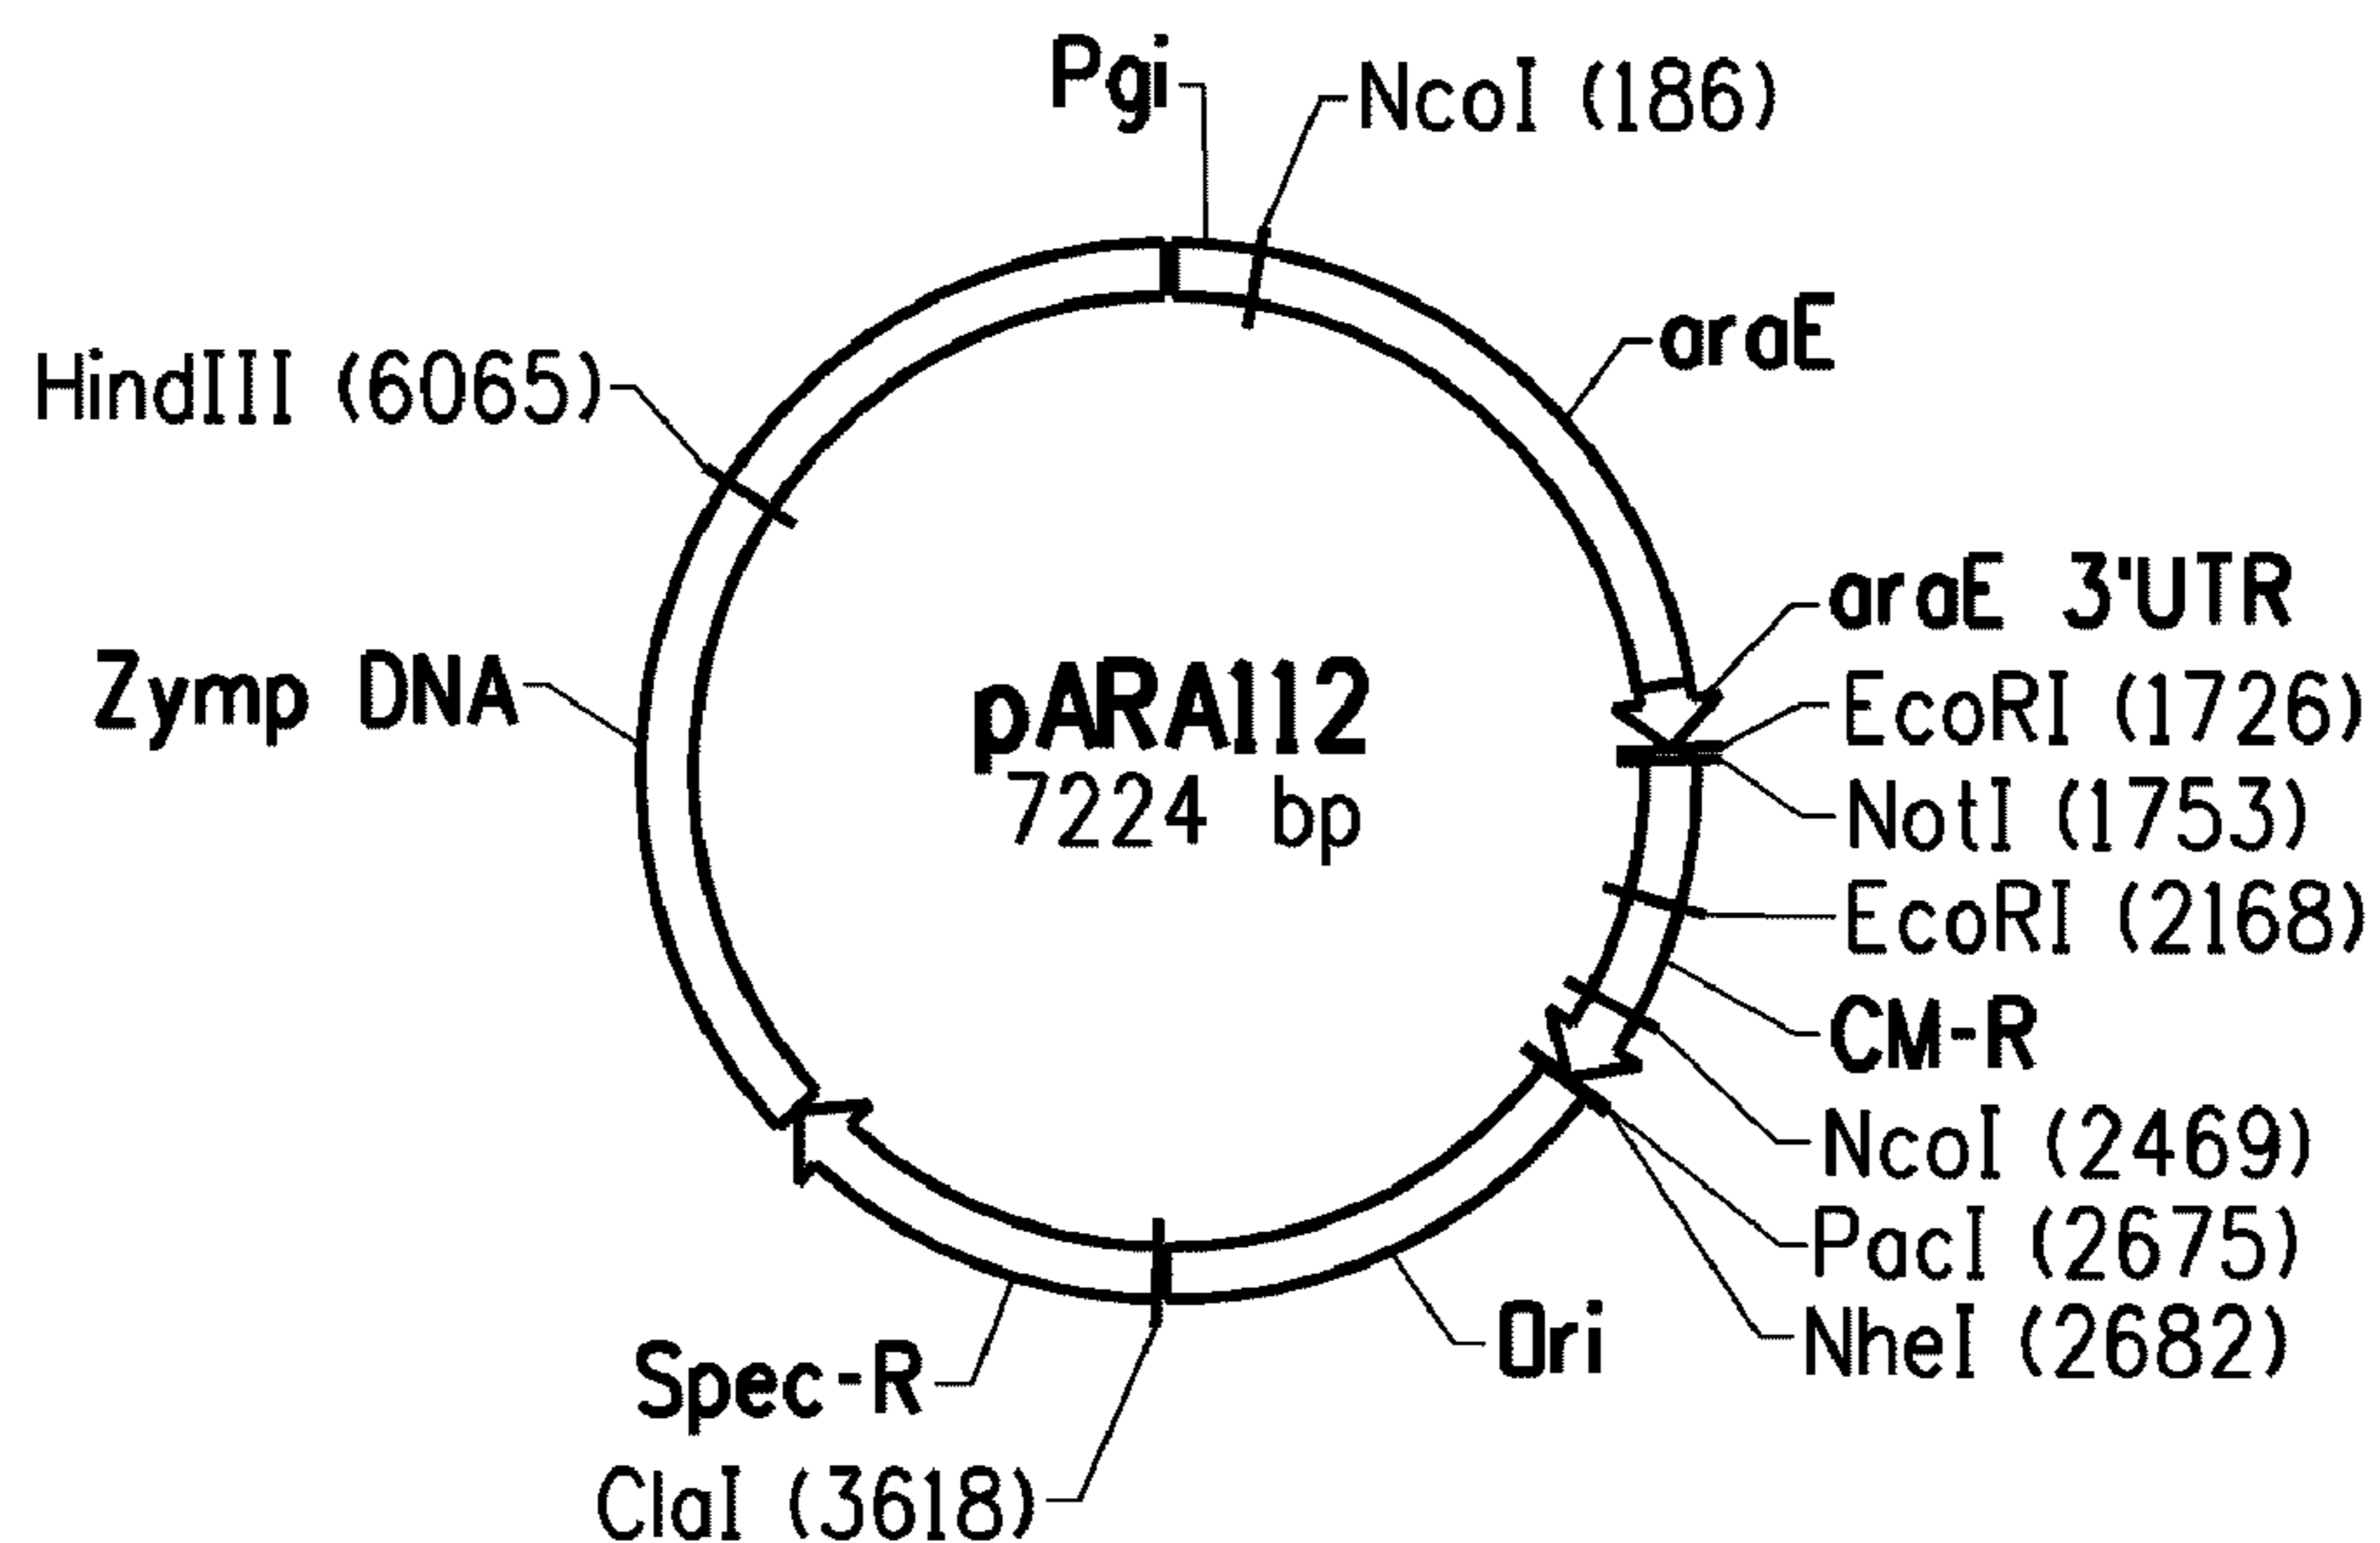 Pgi
NcoI (186)
araE
HindIII (6065)
araE 3'UTR
EcoRI (1726)
Zymp DNA
pARA112
7224 bp
NotI (1753)
EcoRI (2168)
CM-R
NcoI (2469)
PacI (2675)
NheI (2682)
Ori
Spec-R
ClaI (3618)